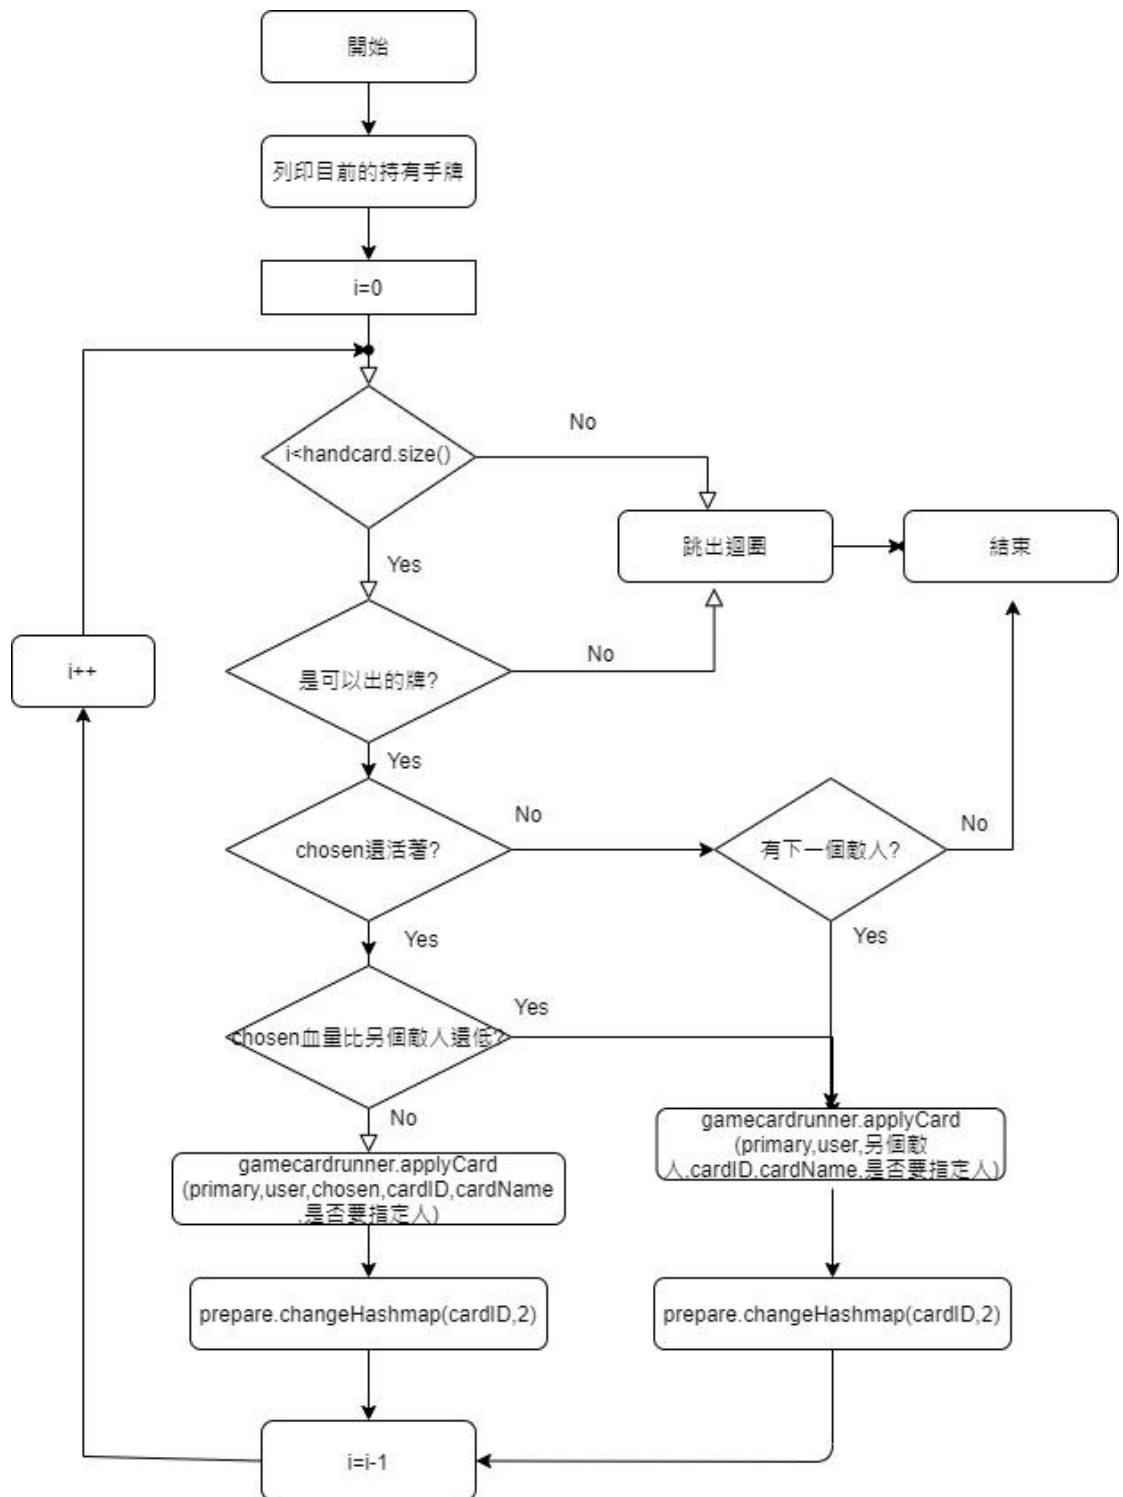 開始
列印目前的持有手牌
i=0
No
i<handcard.size()
跳出迴圈
結束
Yes
No
i++
是可以出的牌?
Yes
No
No
chosen還活著?
有下一個敵人?
Yes
Yes
Yes
chosen血量比另個敵人還低?
No
gamecardrunner.applyCard
(primary,user,另個敵
人,cardID,cardName,是否要指定人)
gamecardrunner.applyCard
(primary,user,chosen,cardID,cardName
,是否要指定人)
prepare.changeHashmap(cardID,2)
prepare.changeHashmap(cardID,2)
i=i-1